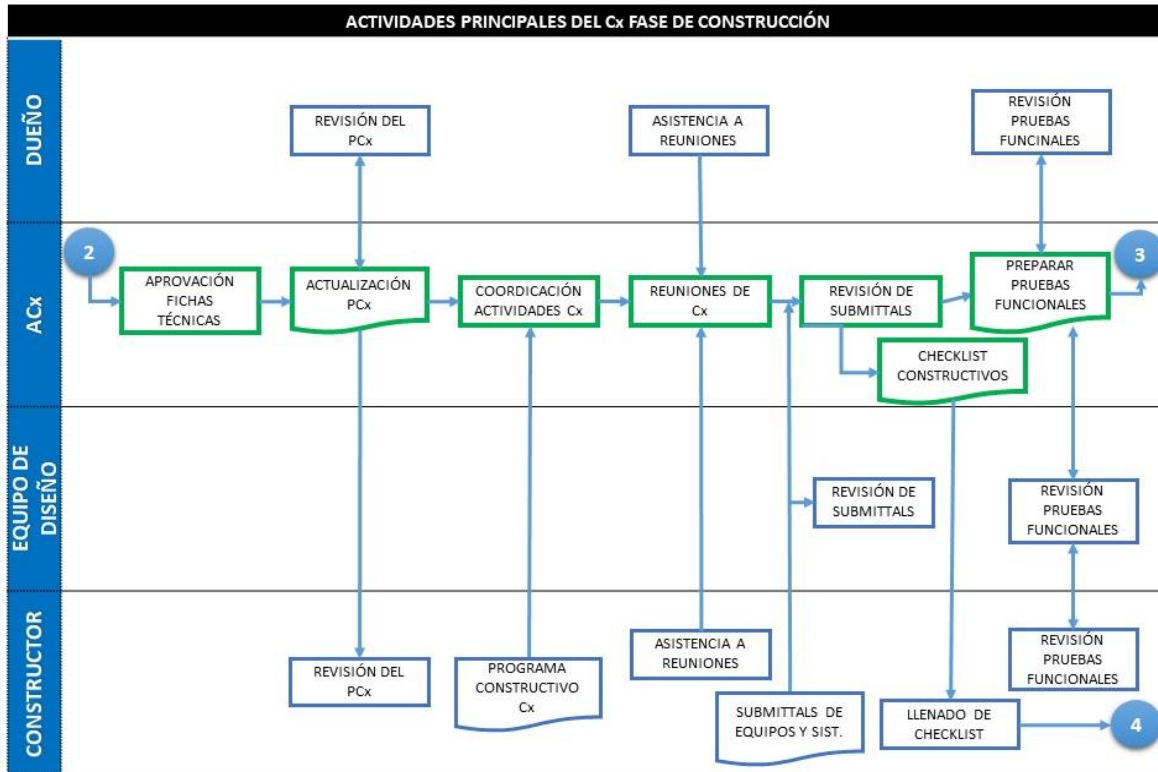 ACTIVIDADES PRINCIPALES DEL Cx FASE DE CONSTRUCCIÓN
DUEÑO
REVISIÓN DEL
PCx
ASISTENCIA A
REUNIONES
REVISIÓN
PRUEBAS
FUNCINALES
ACx
2
APROVACIÓN
FICHAS
TÉCNICAS
ACTUALIZACIÓN
PCx
COORDICACIÓN
ACTIVIDADES Cx
REUNIONES DE
Cx
REVISIÓN DE
SUBMITTALS
PREPARAR
PRUEBAS
FUNCIONALES
3
CHECKLIST
CONSTRUCTIVOS
EQUIPO DE
DISEÑO
REVISIÓN DE
SUBMITTALS
REVISIÓN
PRUEBAS
FUNCIONALES
CONSTRUCTOR
REVISIÓN DEL
PCx
PROGRAMA
CONSTRUCTIVO
Cx
ASISTENCIA A
REUNIONES
SUBMITTALS DE
EQUIPOS Y SIST.
LLENADO DE
CHECKLIST
REVISIÓN
PRUEBAS
FUNCIONALES
4